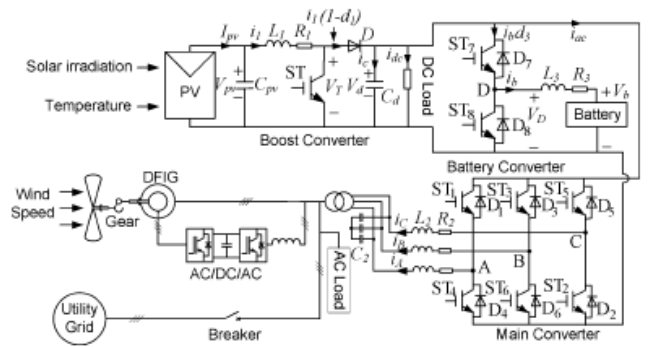 Solar irradiation
Temperature
PV
I_pv
i_1
L_1
R_1
i_1(1-d_1)
D
ST
+
V_pv
−
C_pv
+
V_T
−
i_c
+
V_d
−
C_d
i_dc
DC Load
Boost Converter
ST_7
D_7
i_b d_3
i_ac
D
i_b
L_3
R_3
+V_b
−
ST_8
D_8
+
V_D
−
Battery
Battery Converter
Wind
Speed
Gear
DFIG
AC/DC/AC
Utility
Grid
Breaker
AC Load
C_2
i_C
L_2
R_2
i_B
i_A
ST_1
ST_3
ST_5
D_1
D_3
D_5
A
B
C
ST_4
ST_6
ST_2
D_4
D_6
D_2
Main Converter